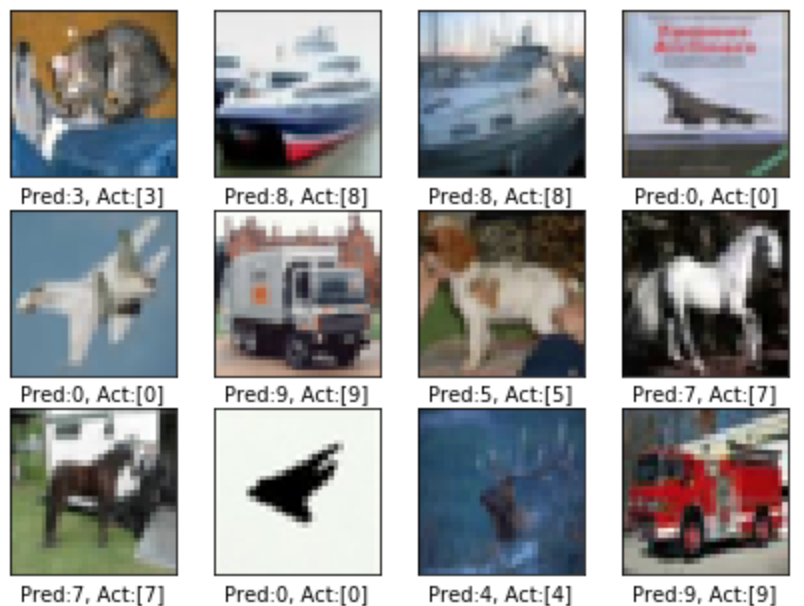 Pred:3, Act:[3]
Pred:8, Act:[8]
Pred:8, Act:[8]
Pred:0, Act:[0]
Pred:0, Act:[0]
Pred:9, Act:[9]
Pred:5, Act:[5]
Pred:7, Act:[7]
Pred:7, Act:[7]
Pred:0, Act:[0]
Pred:4, Act:[4]
Pred:9, Act:[9]